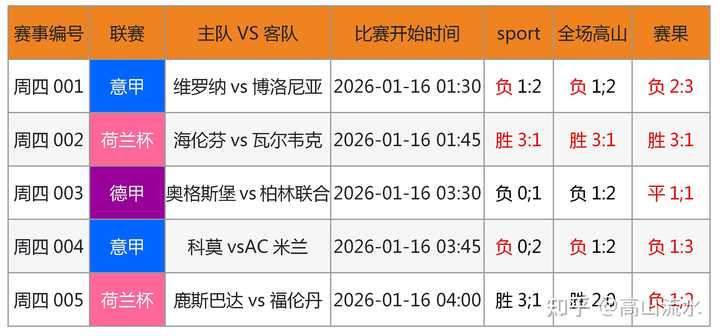 赛事编号 联赛 主队 VS 客队 比赛开始时间 sport 全场高山 赛果
周四 001 意甲 维罗纳 vs 博洛尼亚 2026-01-16 01:30 负 1:2 负 1;2 负 2:3
周四 002 荷兰杯 海伦芬 vs 瓦尔韦克 2026-01-16 01:45 胜 3:1 胜 3:1 胜 3:1
周四 003 德甲 奥格斯堡 vs 柏林联合 2026-01-16 03:30 负 0;1 负 1:2 平 1;1
周四 004 意甲 科莫 vsAC 米兰 2026-01-16 03:45 负 0;2 负 1:2 负 1:3
周四 005 荷兰杯 鹿斯巴达 vs 福伦丹 2026-01-16 04:00 胜 3;1 胜 2:0 负 1:2
知乎 @高山流水